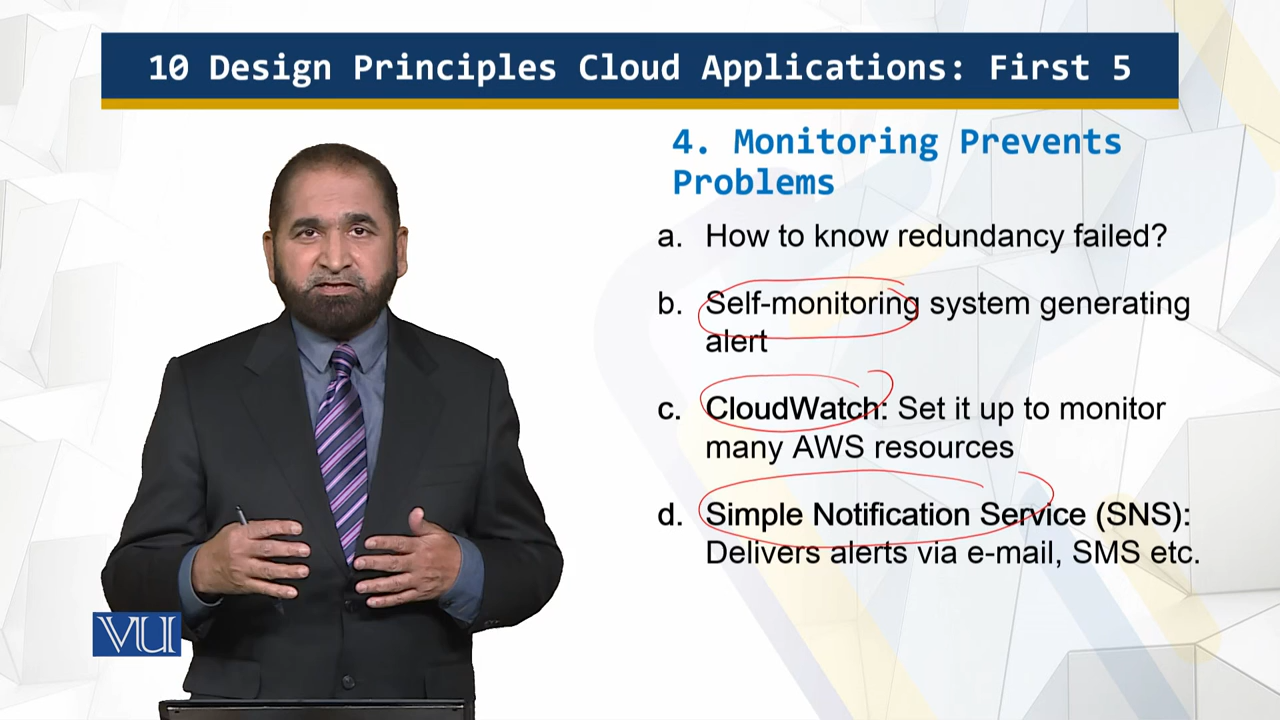 10 Design Principles Cloud Applications: First 5
4. Monitoring Prevents
Problems
a. How to know redundancy failed?
b. Self-monitoring system generating
alert
c. CloudWatch: Set it up to monitor
many AWS resources
d. Simple Notification Service (SNS):
Delivers alerts via e-mail, SMS etc.
VU